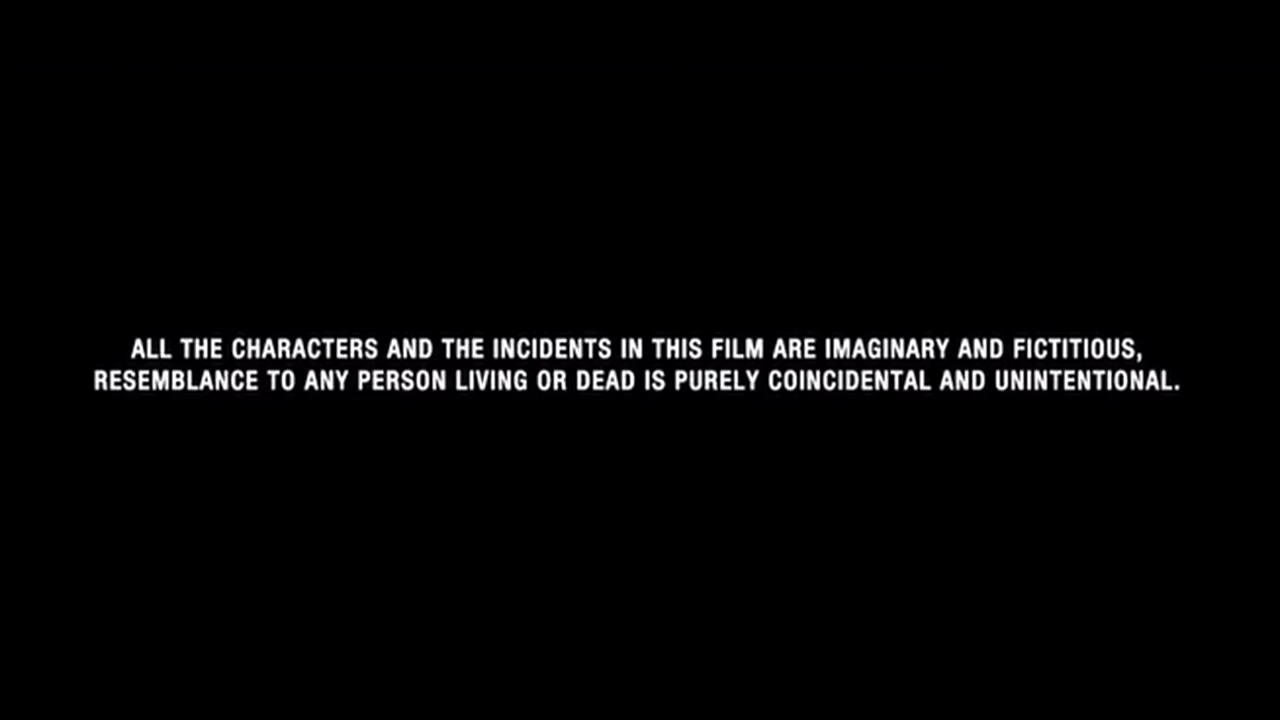 ALL THE CHARACTERS AND THE INCIDENTS IN THIS FILM ARE IMAGINARY AND FICTITIOUS,
RESEMBLANCE TO ANY PERSON LIVING OR DEAD IS PURELY COINCIDENTAL AND UNINTENTIONAL.